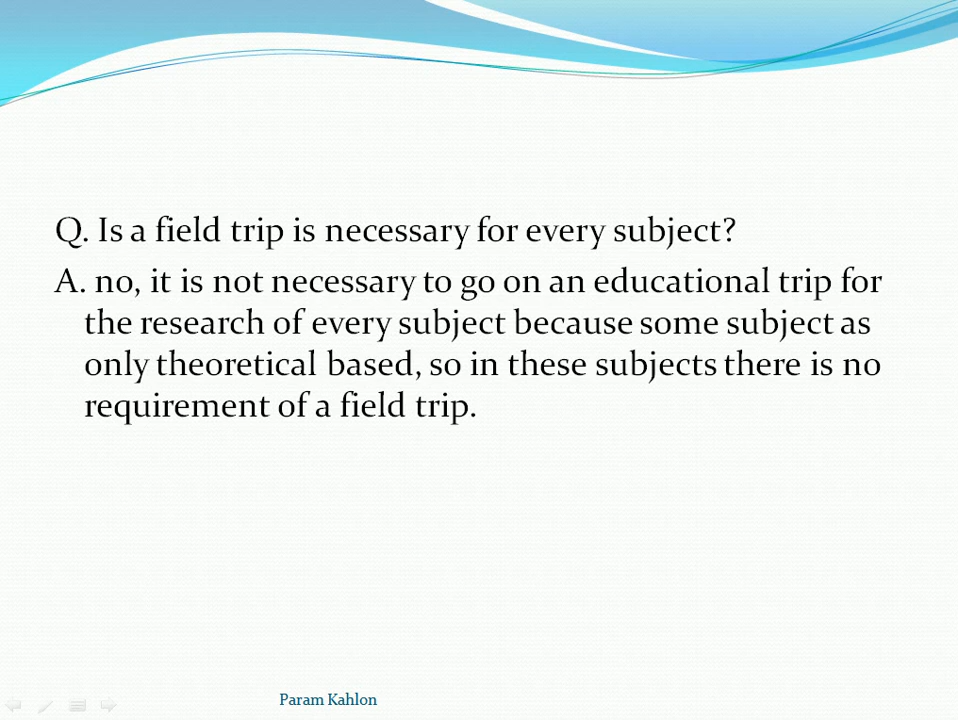 Q. Is a field trip is necessary for every subject?
A. no, it is not necessary to go on an educational trip for
the research of every subject because some subject as
only theoretical based, so in these subjects there is no
requirement of a field trip.
Param Kahlon